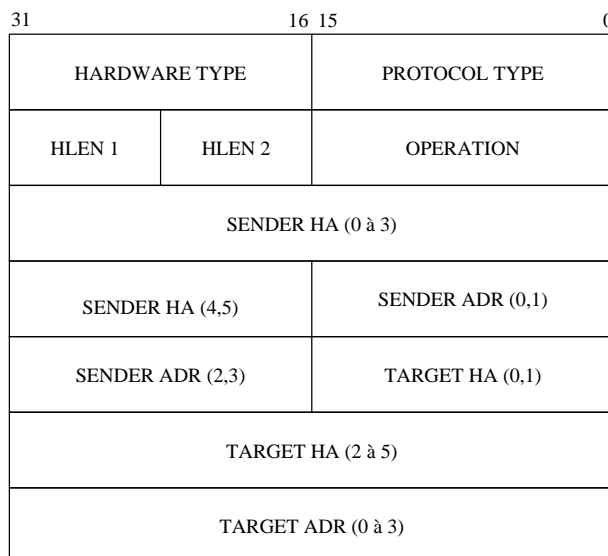 31 16 15 0
HARDWARE TYPE PROTOCOL TYPE
HLEN 1 HLEN 2 OPERATION
SENDER HA (0 à 3)
SENDER HA (4,5) SENDER ADR (0,1)
SENDER ADR (2,3) TARGET HA (0,1)
TARGET HA (2 à 5)
TARGET ADR (0 à 3)